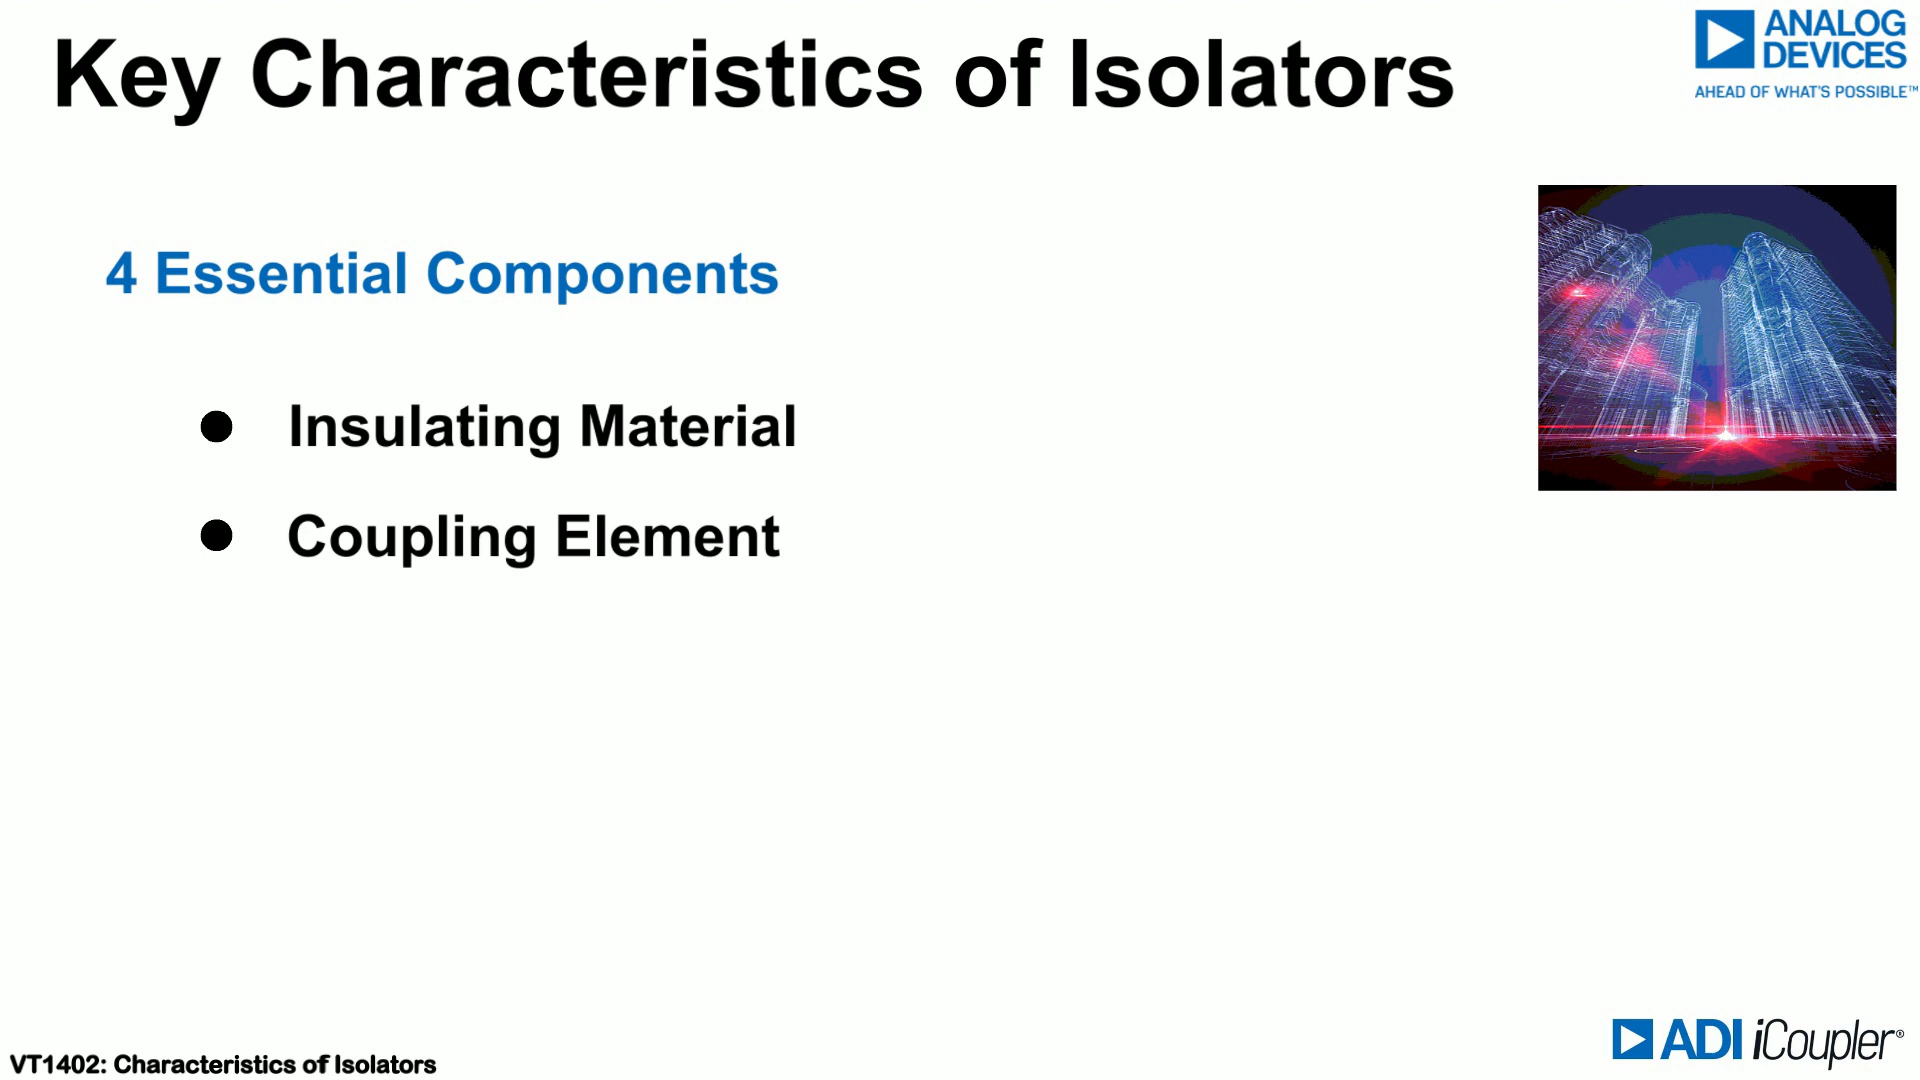 Key Characteristics of Isolators
ANALOG
DEVICES
AHEAD OF WHAT'S POSSIBLE™
4 Essential Components
● Insulating Material
● Coupling Element
VT1402: Characteristics of Isolators
ADI iCoupler®